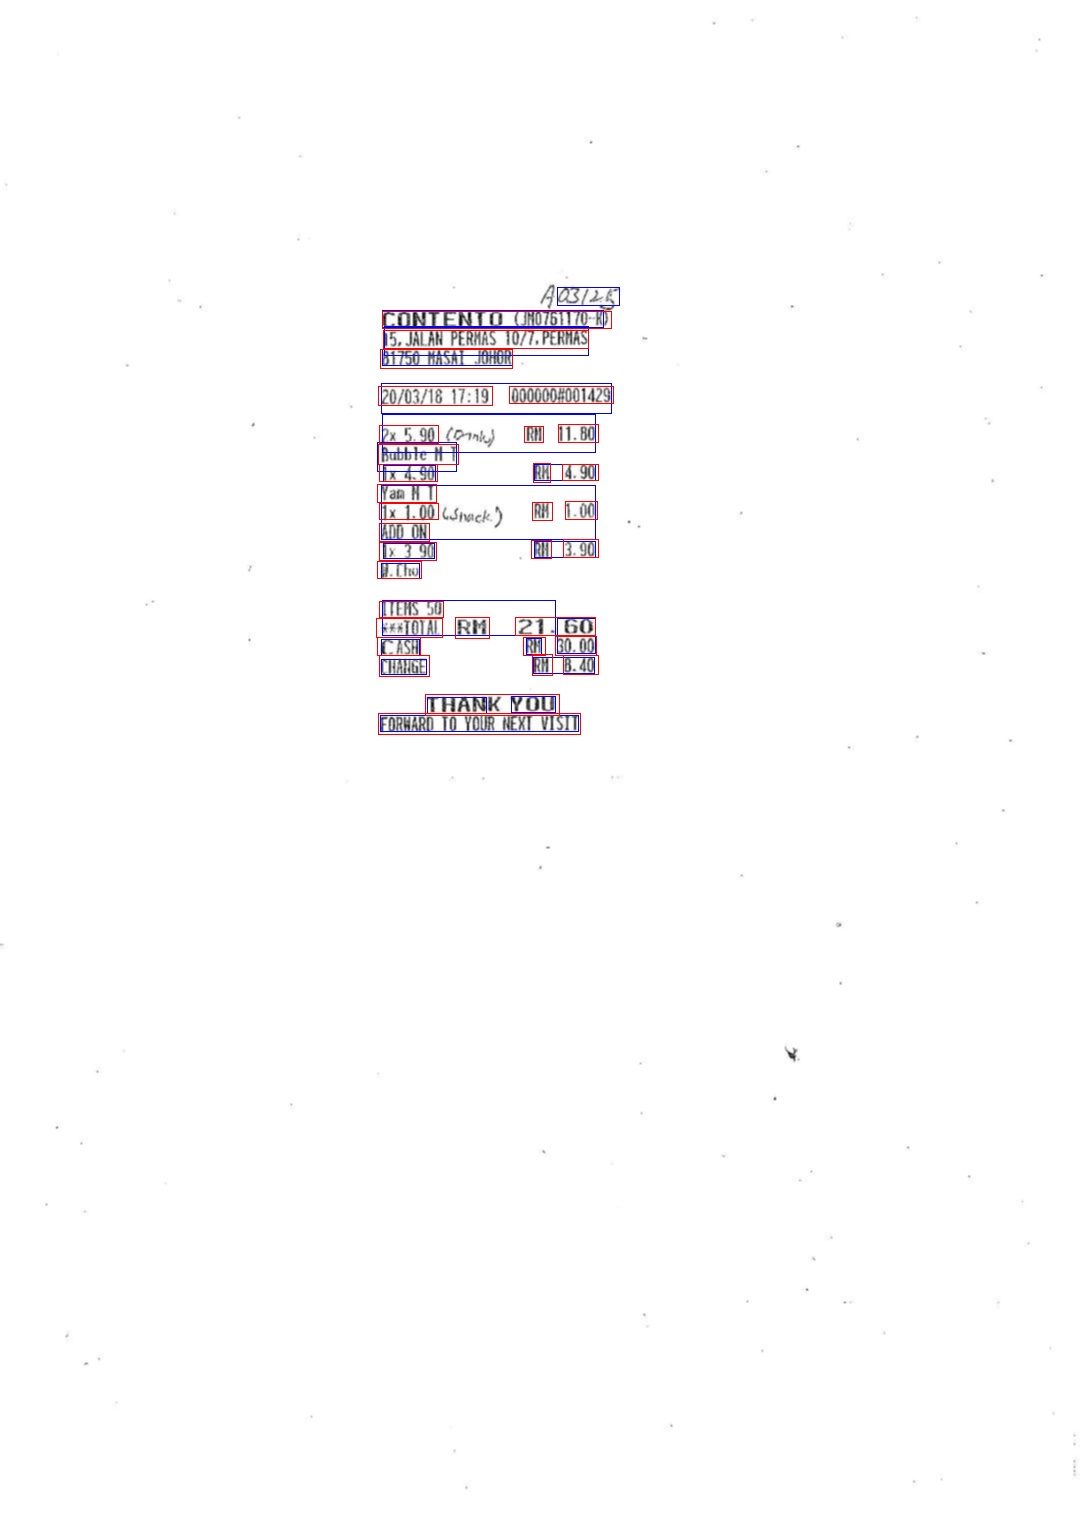 A03125
CONTENTO (JM0761170-K)
15, JALAN PERMAS 10/7, PERMAS
81750 MASAI JOHOR
20/03/18 17:19 000000#001429
2x 5.90 (Drinks) RM 11.80
Bubble M T
1x 4.90 RM 4.90
Yam M T
1x 1.00 (Snack) RM 1.00
ADD ON
1x 3.90 RM 3.90
W.Cho
ITEMS 5Q
***TOTAL RM 21.60
CASH RM 30.00
CHANGE RM 8.40
THANK YOU
FORWARD TO YOUR NEXT VISIT